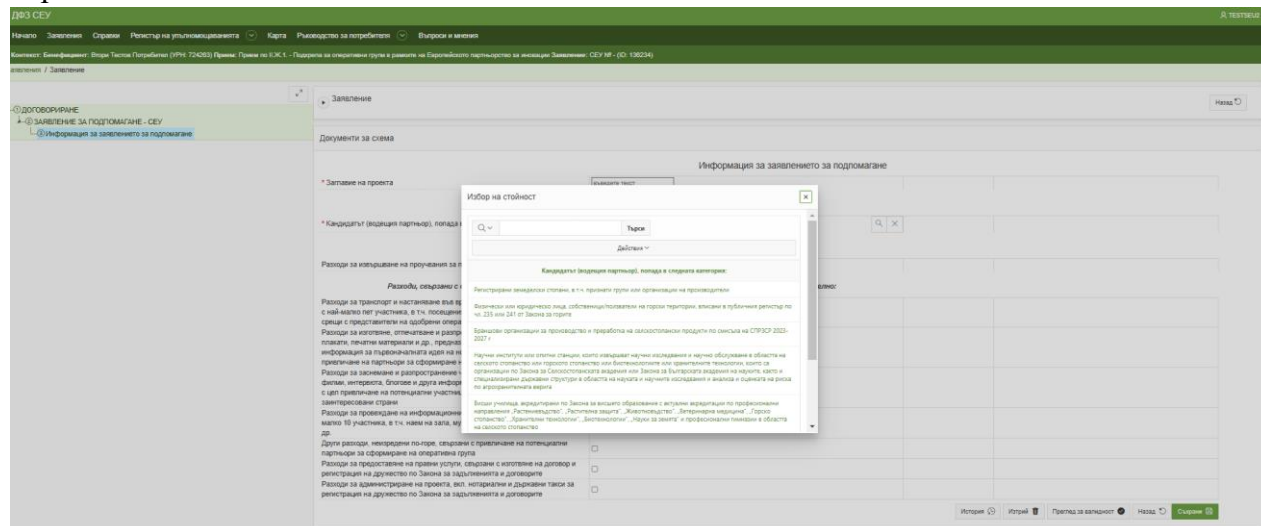 ДФЗ СЕУ
TESTSEU2
Начало Заявления Справки Регистър на упълномощаванията Карта Ръководство за потребителя Въпроси и мнения
Контекст: Бенефициент: Втори Тестов Потребител (УРН: 724263) Прием: Прием по II.Ж.1. - Подкрепа за оперативни групи в рамките на Европейското партньорство за иновации Заявление: СЕУ № - (ID: 136234)
Заявление
ДОГОВОРИРАНЕ
ЗАЯВЛЕНИЕ ЗА ПОДПОМАГАНЕ - СЕУ
Информация за заявлението за подпомагане
Заявление
Назад
Документи за схема
Информация за заявлението за подпомагане
* Заглавие на проекта
въведете текст
Избор на стойност
* Кандидатът (водещия партньор), попада
Търси
Действия
Кандидатът (водещия партньор), попада в следната категория:
Регистрирани земеделски стопани, в т.ч. признати групи или организации на производители
Физически или юридическо лица, собственици/ползватели на горски територии, вписани в публичния регистър по
чл. 235 или 241 от Закона за горите
Браншови организации за производство и преработка на селскостопански продукти по смисъла на СПРЗСР 2023-
2027 г
Научни институти или опитни станции, които извършват научни изследвания и научно обслужване в областта на
селското стопанство или горското стопанство или биотехнологиите или хранителните технологии, които са
организации по Закона за Селскостопанската академия или Закона за Българската академия на науките, както и
специализирани държавни структури в областта на науката и научните изследвания и анализа и оценката на риска
по агрохранителната верига
Висши училища, акредитирани по Закона за висшето образование с актуални акредитации по професионални
направления „Растениевъдство“, „Растителна защита“, „Животновъдство“, „Ветеринарна медицина“, „Горско
стопанство“, „Хранителни технологии“, „Биотехнологии“, „Науки за земята“ и професионални гимназии в областта
на селското стопанство
Разходи за извършване на проучвания за
Разходи, свързани с
Разходи за транспорт и настаняване във
с най-малко пет участника, в т.ч. посещение
срещи с представители на одобрени
Разходи за изготвяне, отпечатване и
плакати, печатни материали и др.,
информация за първоначалната идея на
привличане на партньори за сформиране
Разходи за заснемане и разпространение
филми, интервюта, блогове и друга
с цел привличане на потенциални
заинтересовани страни
Разходи за провеждане на информационни
малко 10 участника, в т.ч. наем на зала,
др.
Други разходи, неизредени по-горе, свързани с привличане на потенциални
партньори за сформиране на оперативна група
Разходи за предоставяне на правни услуги, свързани с изготвяне на договор и
регистрация на дружество по Закона за задълженията и договорите
Разходи за администриране на проекта, вкл. нотариални и държавни такси за
регистрация на дружество по Закона за задълженията и договорите
История Изтрий Преглед за валидност Назад Съхрани